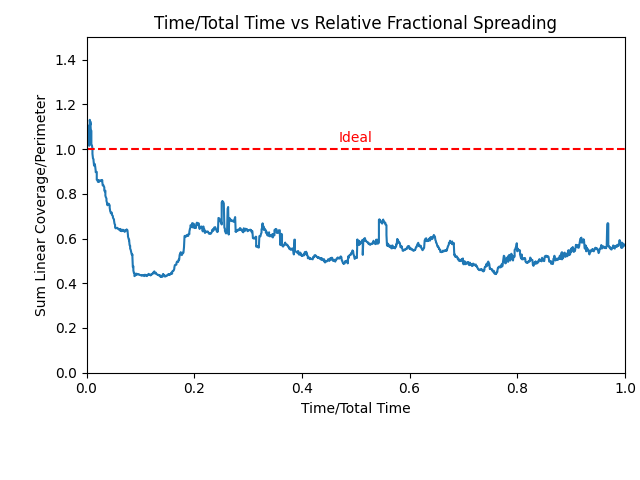 Time/Total Time vs Relative Fractional Spreading
1.4
1.2
Ideal
1.0
0.8
0.6
0.4
0.2
0.0
Sum Linear Coverage/Perimeter
0.0 0.2 0.4 0.6 0.8 1.0
Time/Total Time